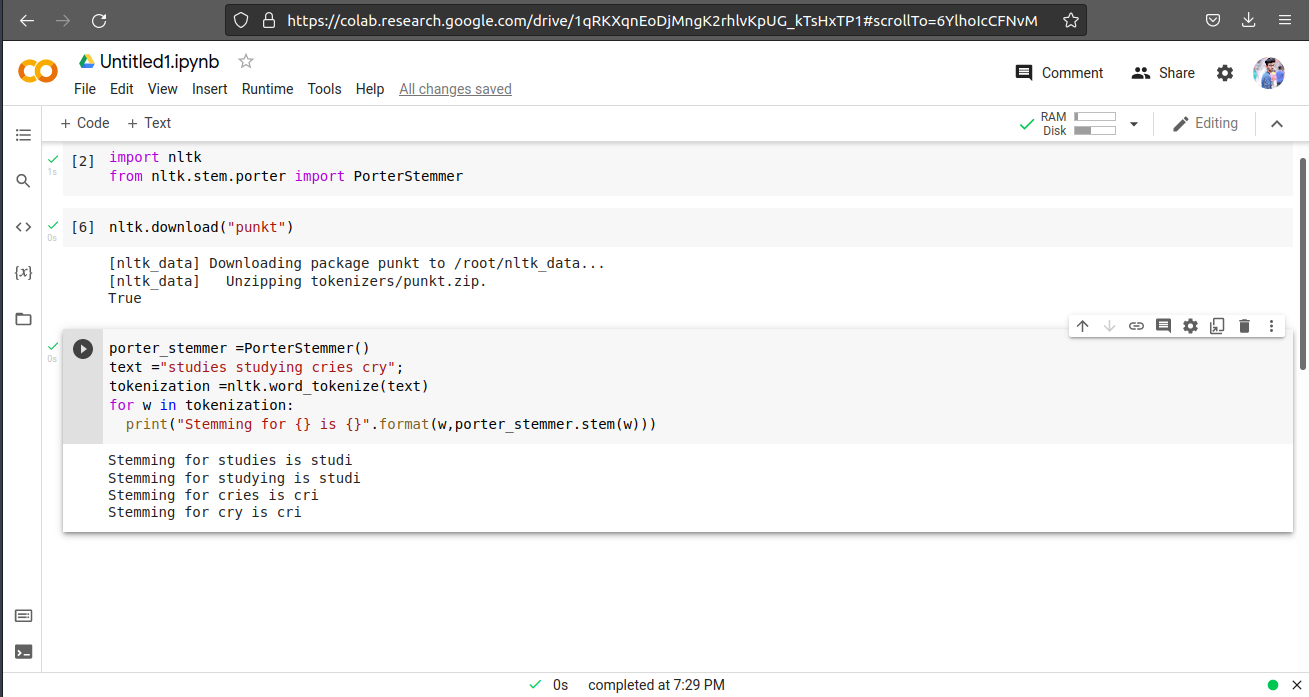 https://colab.research.google.com/drive/1qRKXqnEoDjMngK2rhlvKpUG_kTsHxTP1#scrollTo=6YlhoIcCFNvM
Untitled1.ipynb
File Edit View Insert Runtime Tools Help All changes saved
Comment Share
+ Code + Text
RAM
Disk
Editing
1s
[2] import nltk
from nltk.stem.porter import PorterStemmer
0s
[6] nltk.download("punkt")
[nltk_data] Downloading package punkt to /root/nltk_data...
[nltk_data]   Unzipping tokenizers/punkt.zip.
True
0s
porter_stemmer =PorterStemmer()
text ="studies studying cries cry";
tokenization =nltk.word_tokenize(text)
for w in tokenization:
  print("Stemming for {} is {}".format(w,porter_stemmer.stem(w)))
Stemming for studies is studi
Stemming for studying is studi
Stemming for cries is cri
Stemming for cry is cri
{x}
0s completed at 7:29 PM